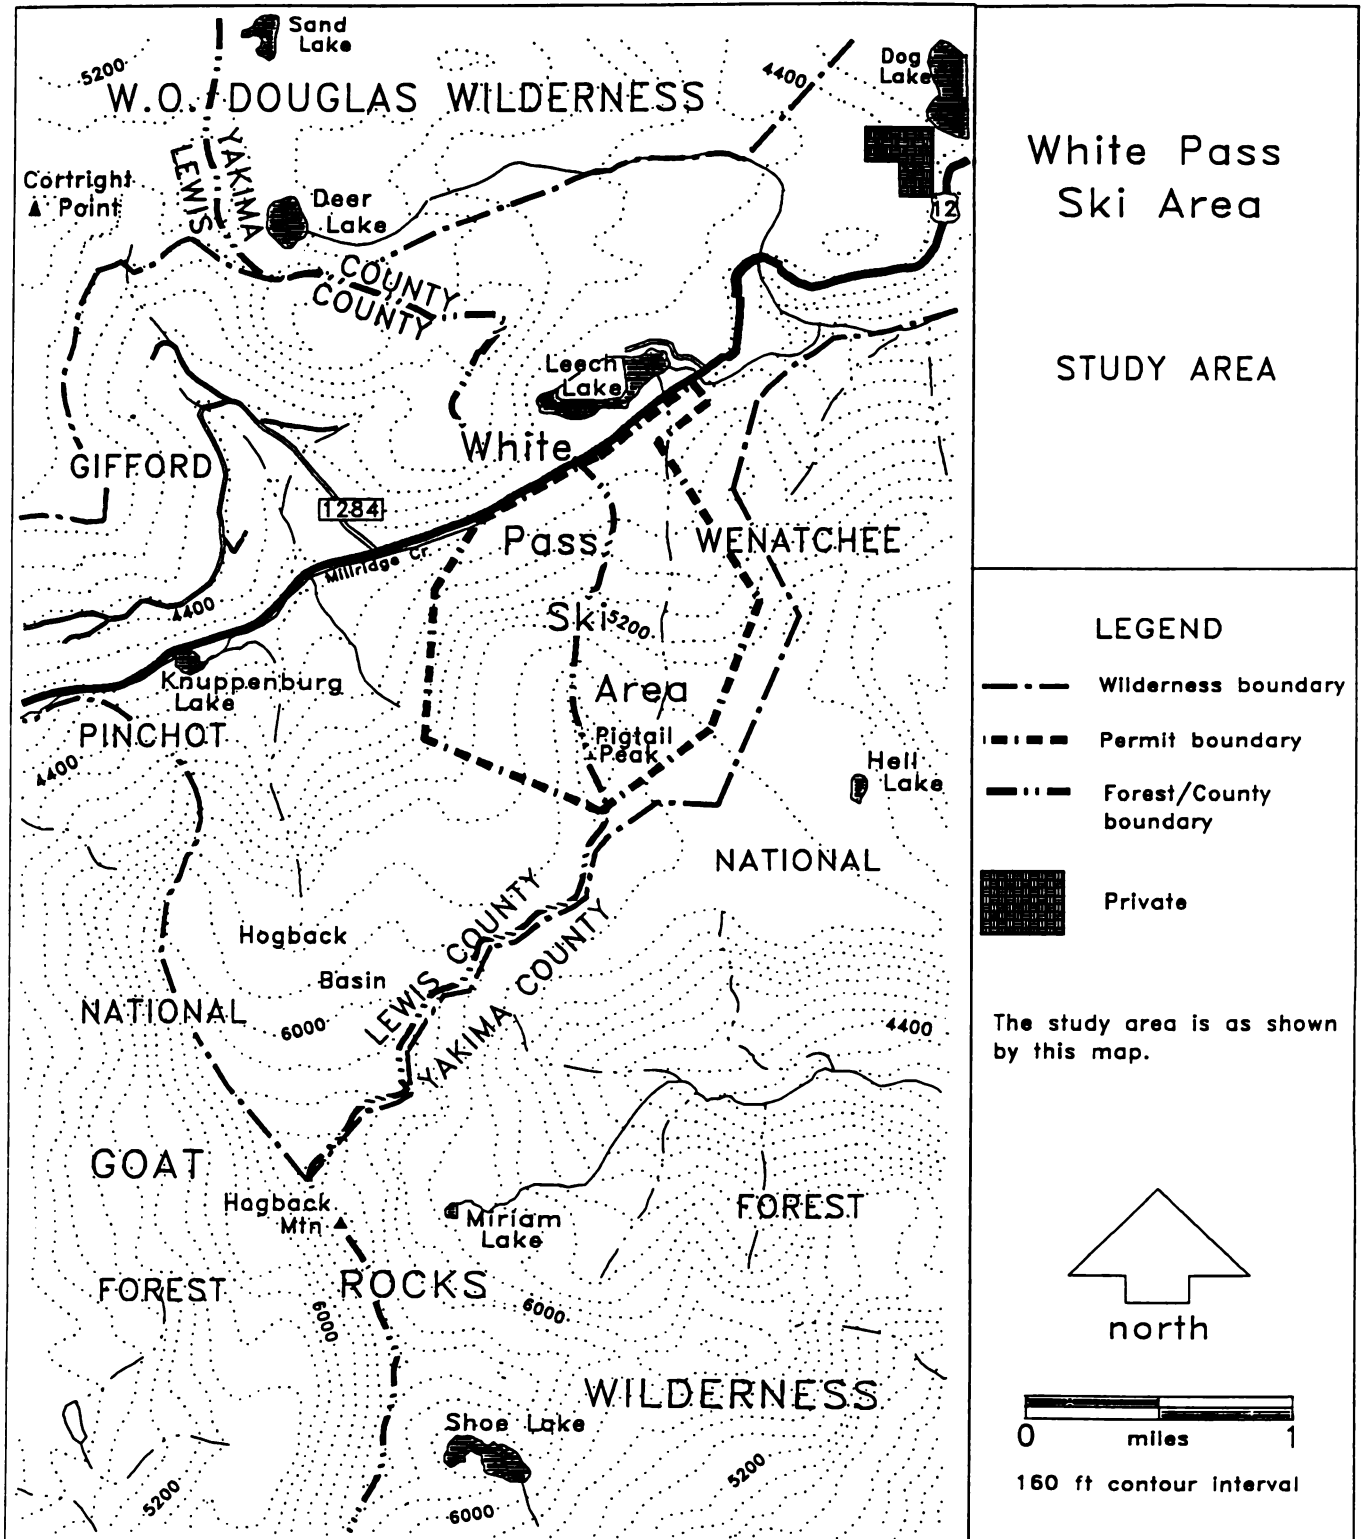 Sand
Lake
5200
W.O. DOUGLAS WILDERNESS
4400
Dog
Lake
YAKIMA
LEWIS
Cortright
Point
Deer
Lake
12
COUNTY
COUNTY
Leech
Lake
White
GIFFORD
1284
Pass
WENATCHEE
Millridge Cr.
4400
Ski
5200
Knuppenburg
Lake
Area
PINCHOT
Pigtail
Peak
4400
Hell
Lake
NATIONAL
LEWIS COUNTY
YAKIMA COUNTY
Hogback
Basin
NATIONAL
6000
4400
GOAT
Hogback
Mtn
Miriam
Lake
FOREST
FOREST
ROCKS
6000
6000
WILDERNESS
Shoe Lake
5200
5200
6000
White Pass
Ski Area
STUDY AREA
LEGEND
Wilderness boundary
Permit boundary
Forest/County
boundary
Private
The study area is as shown
by this map.
north
0 miles 1
160 ft contour interval